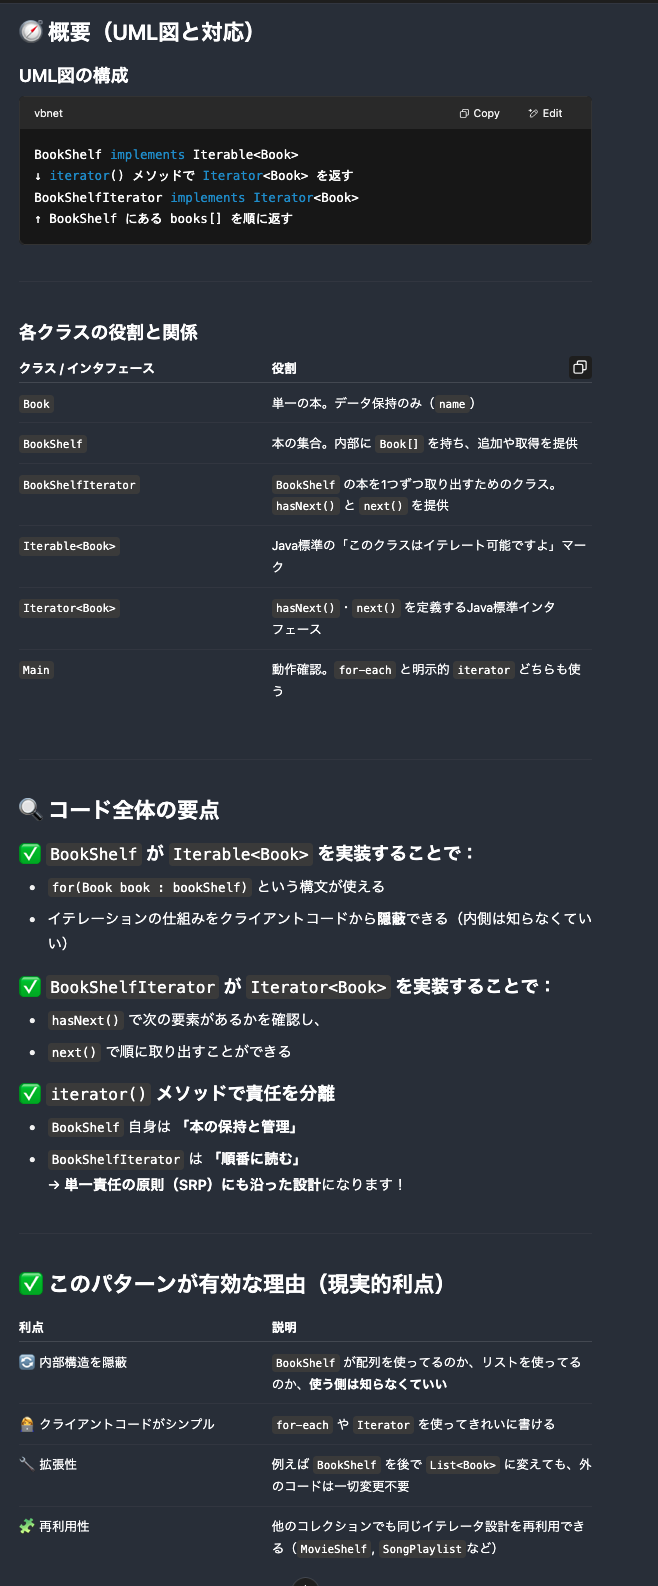 🧭 概要（UML図と対応）
UML図の構成
vbnet Copy Edit
BookShelf implements Iterable<Book>
↓ iterator() メソッドで Iterator<Book> を返す
BookShelfIterator implements Iterator<Book>
↑ BookShelf にある books[] を順に返す
各クラスの役割と関係
クラス / インタフェース 役割
Book 単一の本。データ保持のみ（name）
BookShelf 本の集合。内部に Book[] を持ち、追加や取得を提供
BookShelfIterator BookShelf の本を1つずつ取り出すためのクラス。
hasNext() と next() を提供
Iterable<Book> Java標準の「このクラスはイテレート可能ですよ」マー
ク
Iterator<Book> hasNext()・next() を定義するJava標準インタ
フェース
Main 動作確認。for-each と明示的 iterator どちらも使
う
🔍 コード全体の要点
✅ BookShelf が Iterable<Book> を実装することで：
• for(Book book : bookShelf) という構文が使える
• イテレーションの仕組みをクライアントコードから隠蔽できる（内側は知らなくてい
い）
✅ BookShelfIterator が Iterator<Book> を実装することで：
• hasNext() で次の要素があるかを確認し、
• next() で順に取り出すことができる
✅ iterator() メソッドで責任を分離
• BookShelf 自身は 「本の保持と管理」
• BookShelfIterator は 「順番に読む」
→ 単一責任の原則（SRP）にも沿った設計になります！
✅ このパターンが有効な理由（現実的利点）
利点 説明
🔄 内部構造を隠蔽 BookShelf が配列を使ってるのか、リストを使ってる
のか、使う側は知らなくていい
👩‍💻 クライアントコードがシンプル for-each や Iterator を使ってきれいに書ける
🔧 拡張性 例えば BookShelf を後で List<Book> に変えても、外
のコードは一切変更不要
🧩 再利用性 他のコレクションでも同じイテレータ設計を再利用でき
る（MovieShelf, SongPlaylist など）